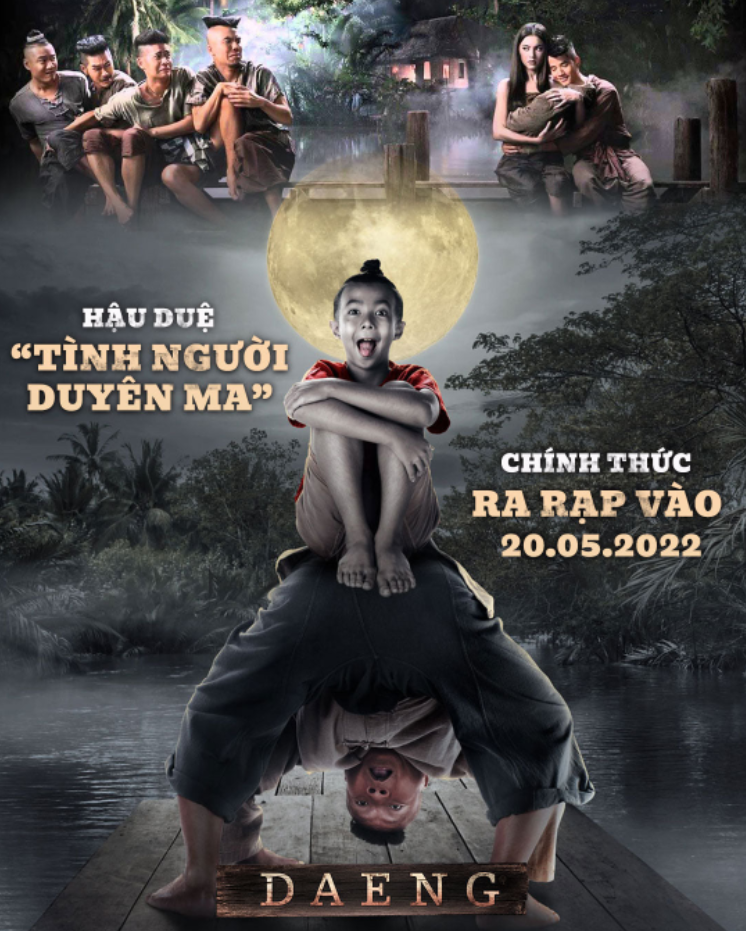 HẬU DUỆ
“TÌNH NGƯỜI
DUYÊN MA”
CHÍNH THỨC
RA RẠP VÀO
20.05.2022
DAENG